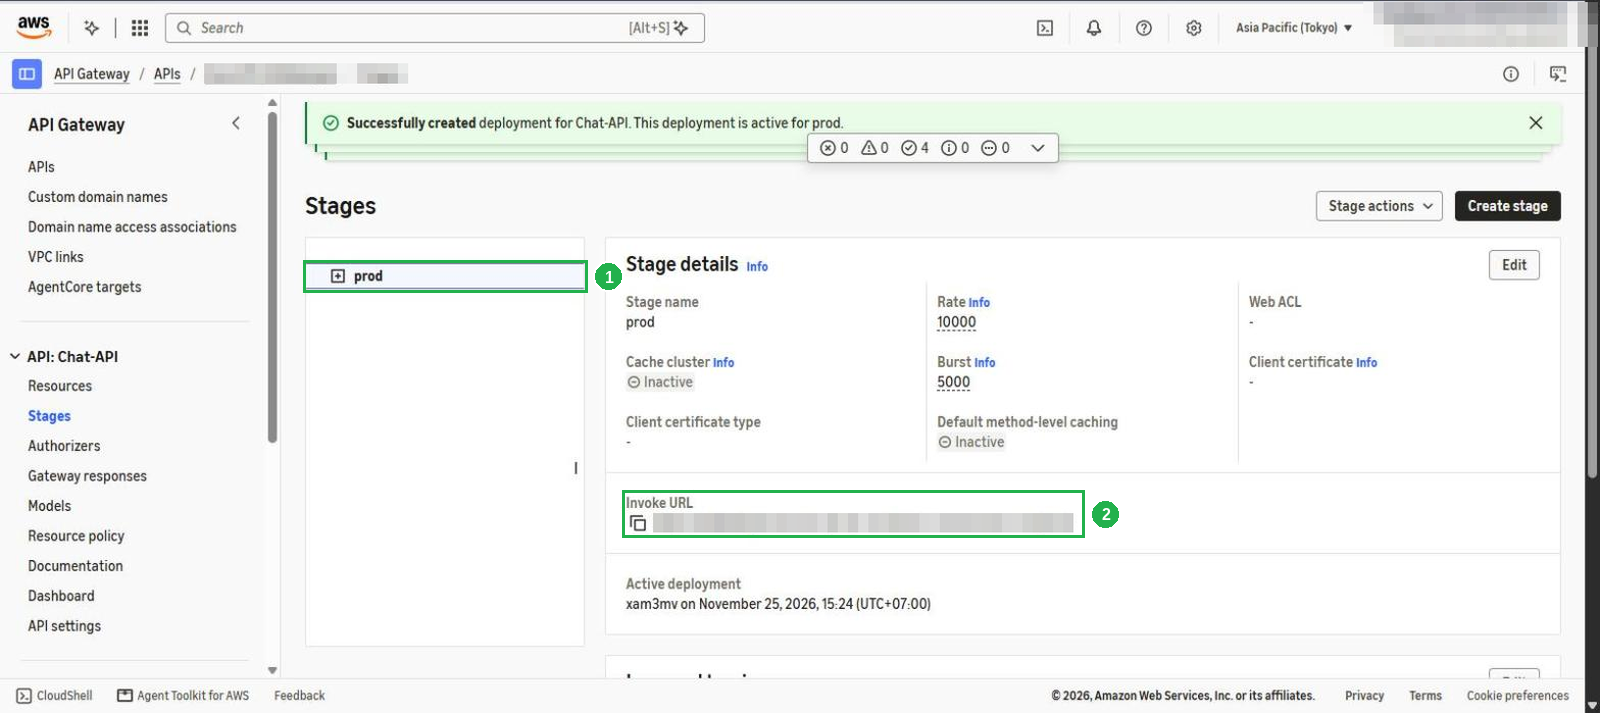 aws
Search [Alt+S]
Asia Pacific (Tokyo)
API Gateway / APIs /
API Gateway
APIs
Custom domain names
Domain name access associations
VPC links
AgentCore targets
API: Chat-API
Resources
Stages
Authorizers
Gateway responses
Models
Resource policy
Documentation
Dashboard
API settings
Successfully created deployment for Chat-API. This deployment is active for prod.
0 0 4 0 0
Stages
Stage actions
Create stage
prod
1
Stage details Info
Edit
Stage name
prod
Rate Info
10000
Web ACL
-
Cache cluster Info
Inactive
Burst Info
5000
Client certificate Info
-
Client certificate type
-
Default method-level caching
Inactive
Invoke URL
2
Active deployment
xam3mv on November 25, 2026, 15:24 (UTC+07:00)
CloudShell
Agent Toolkit for AWS
Feedback
© 2026, Amazon Web Services, Inc. or its affiliates.
Privacy
Terms
Cookie preferences